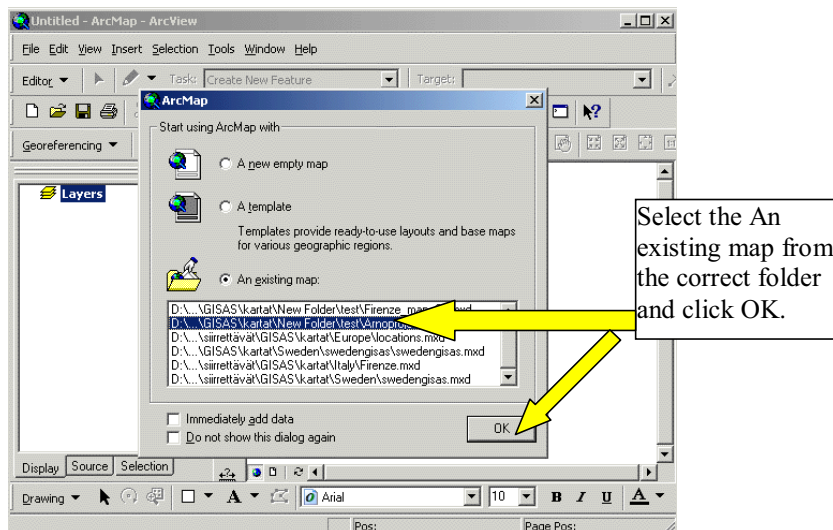 Untitled - ArcMap - ArcView
File Edit View Insert Selection Tools Window Help
Editor Task: Create New Feature Target:
ArcMap
Start using ArcMap with
Georeferencing
A new empty map
Layers
A template
Templates provide ready-to-use layouts and base maps
for various geographic regions.
An existing map:
D:\...\GISAS\kartat\New Folder\test\Firenze
D:\...\GISAS\kartat\New Folder\test\Arnopro
D:\...\siirrettävät\GISAS\kartat\Europe\locations.mxd
D:\...\GISAS\kartat\Sweden\swedengisas\swedengisas.mxd
D:\...\siirrettävät\GISAS\kartat\Italy\Firenze.mxd
D:\...\siirrettävät\GISAS\kartat\Sweden\swedengisas.mxd
Immediately add data
Do not show this dialog again
OK
Select the An
existing map from
the correct folder
and click OK.
Display Source Selection
Drawing A Arial 10 B I U A
Pos: Page Pos: